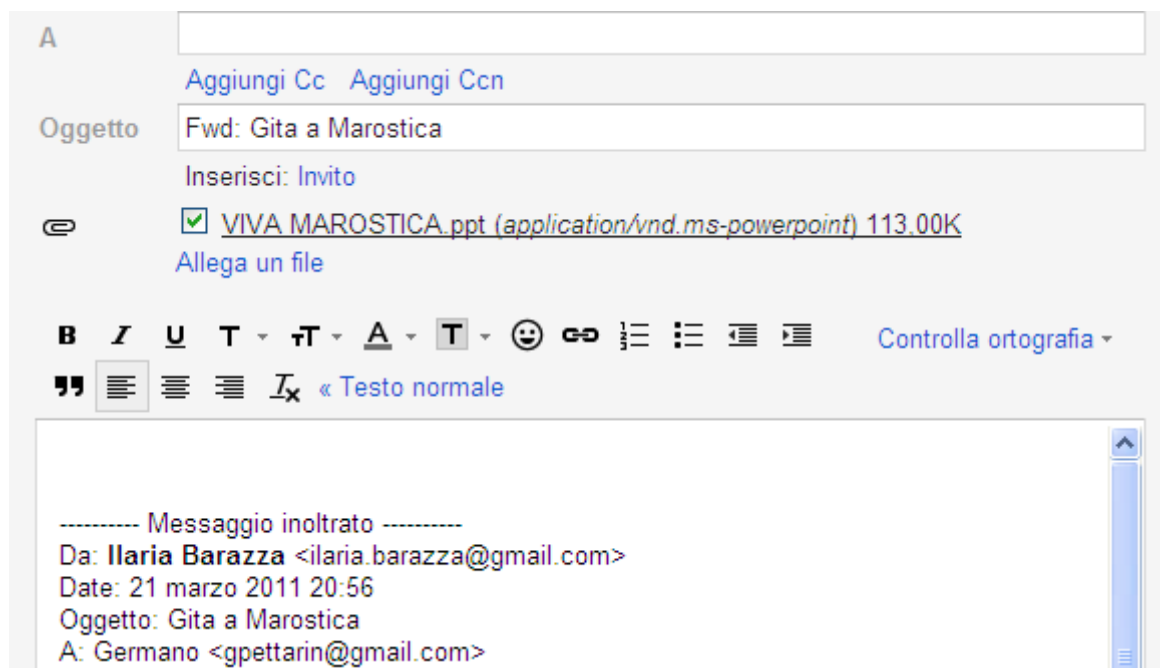 A
Aggiungi Cc Aggiungi Ccn
Oggetto Fwd: Gita a Marostica
Inserisci: Invito
VIVA MAROSTICA.ppt (application/vnd.ms-powerpoint) 113,00K
Allega un file
B I U T тT A T Controlla ortografia
Tx « Testo normale
---------- Messaggio inoltrato ----------
Da: Ilaria Barazza <ilaria.barazza@gmail.com>
Date: 21 marzo 2011 20:56
Oggetto: Gita a Marostica
A: Germano <gpettarin@gmail.com>